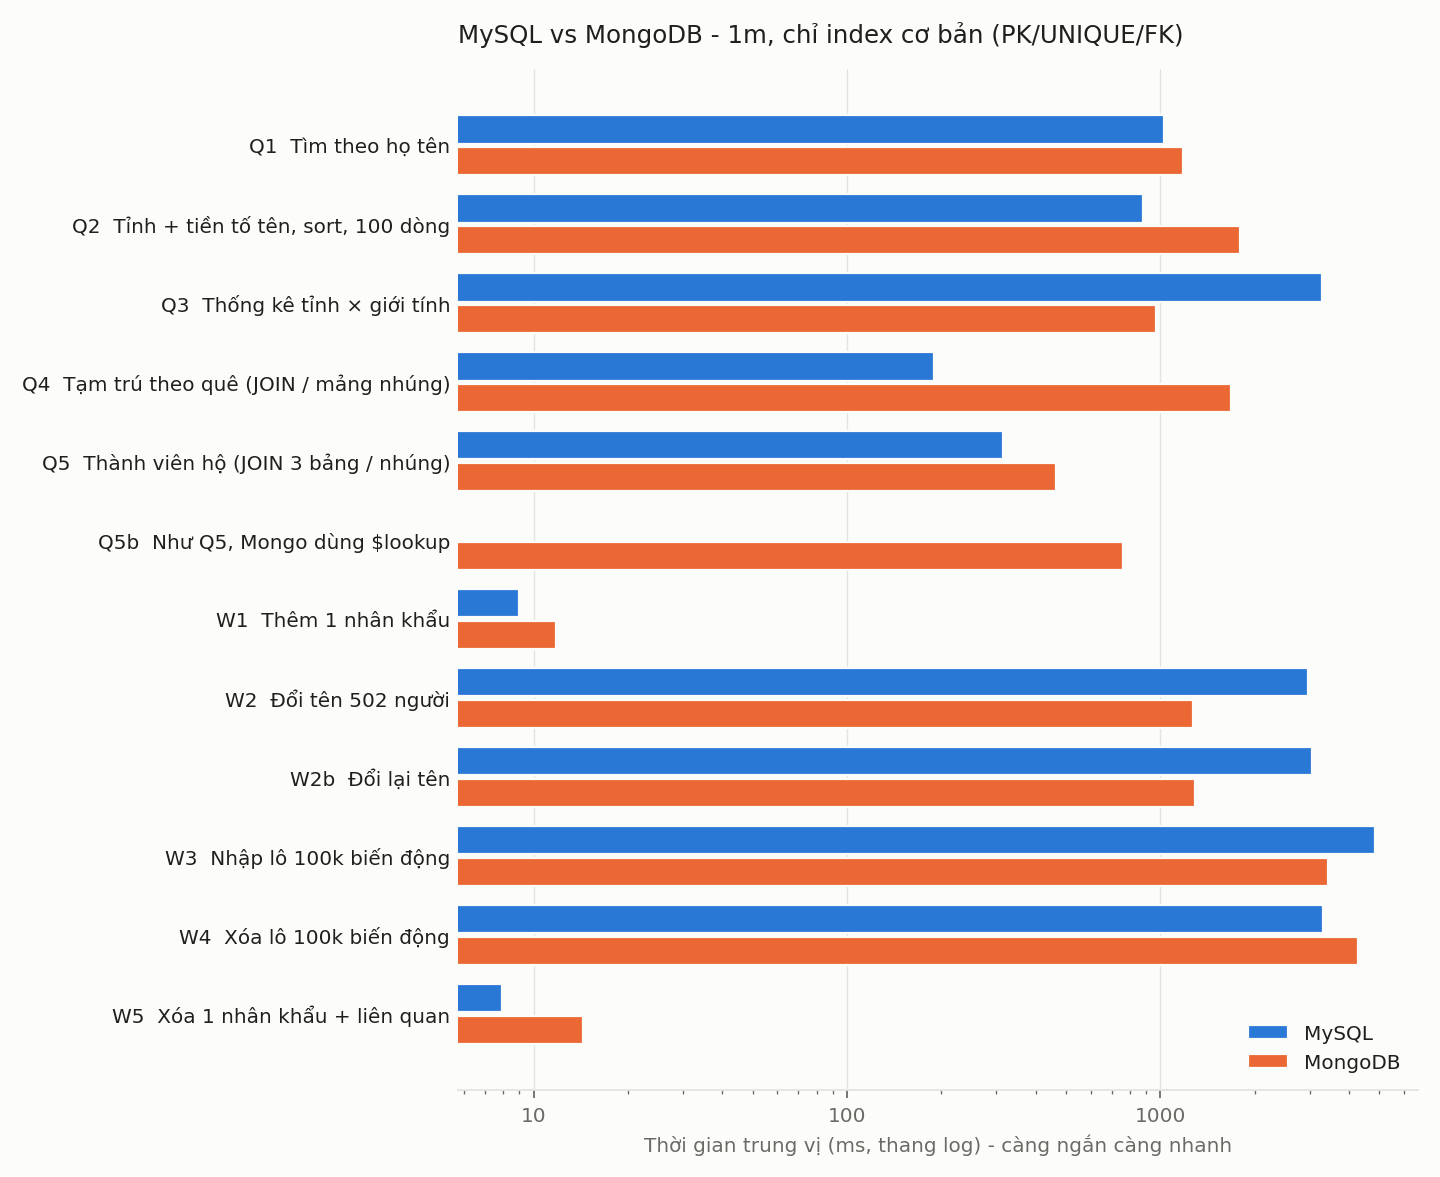 MySQL vs MongoDB - 1m, chỉ index cơ bản (PK/UNIQUE/FK)
Q1  Tìm theo họ tên
Q2  Tỉnh + tiền tố tên, sort, 100 dòng
Q3  Thống kê tỉnh × giới tính
Q4  Tạm trú theo quê (JOIN / mảng nhúng)
Q5  Thành viên hộ (JOIN 3 bảng / nhúng)
Q5b  Như Q5, Mongo dùng $lookup
W1  Thêm 1 nhân khẩu
W2  Đổi tên 502 người
W2b  Đổi lại tên
W3  Nhập lô 100k biến động
W4  Xóa lô 100k biến động
W5  Xóa 1 nhân khẩu + liên quan
MySQL
MongoDB
10 100 1000
Thời gian trung vị (ms, thang log) - càng ngắn càng nhanh